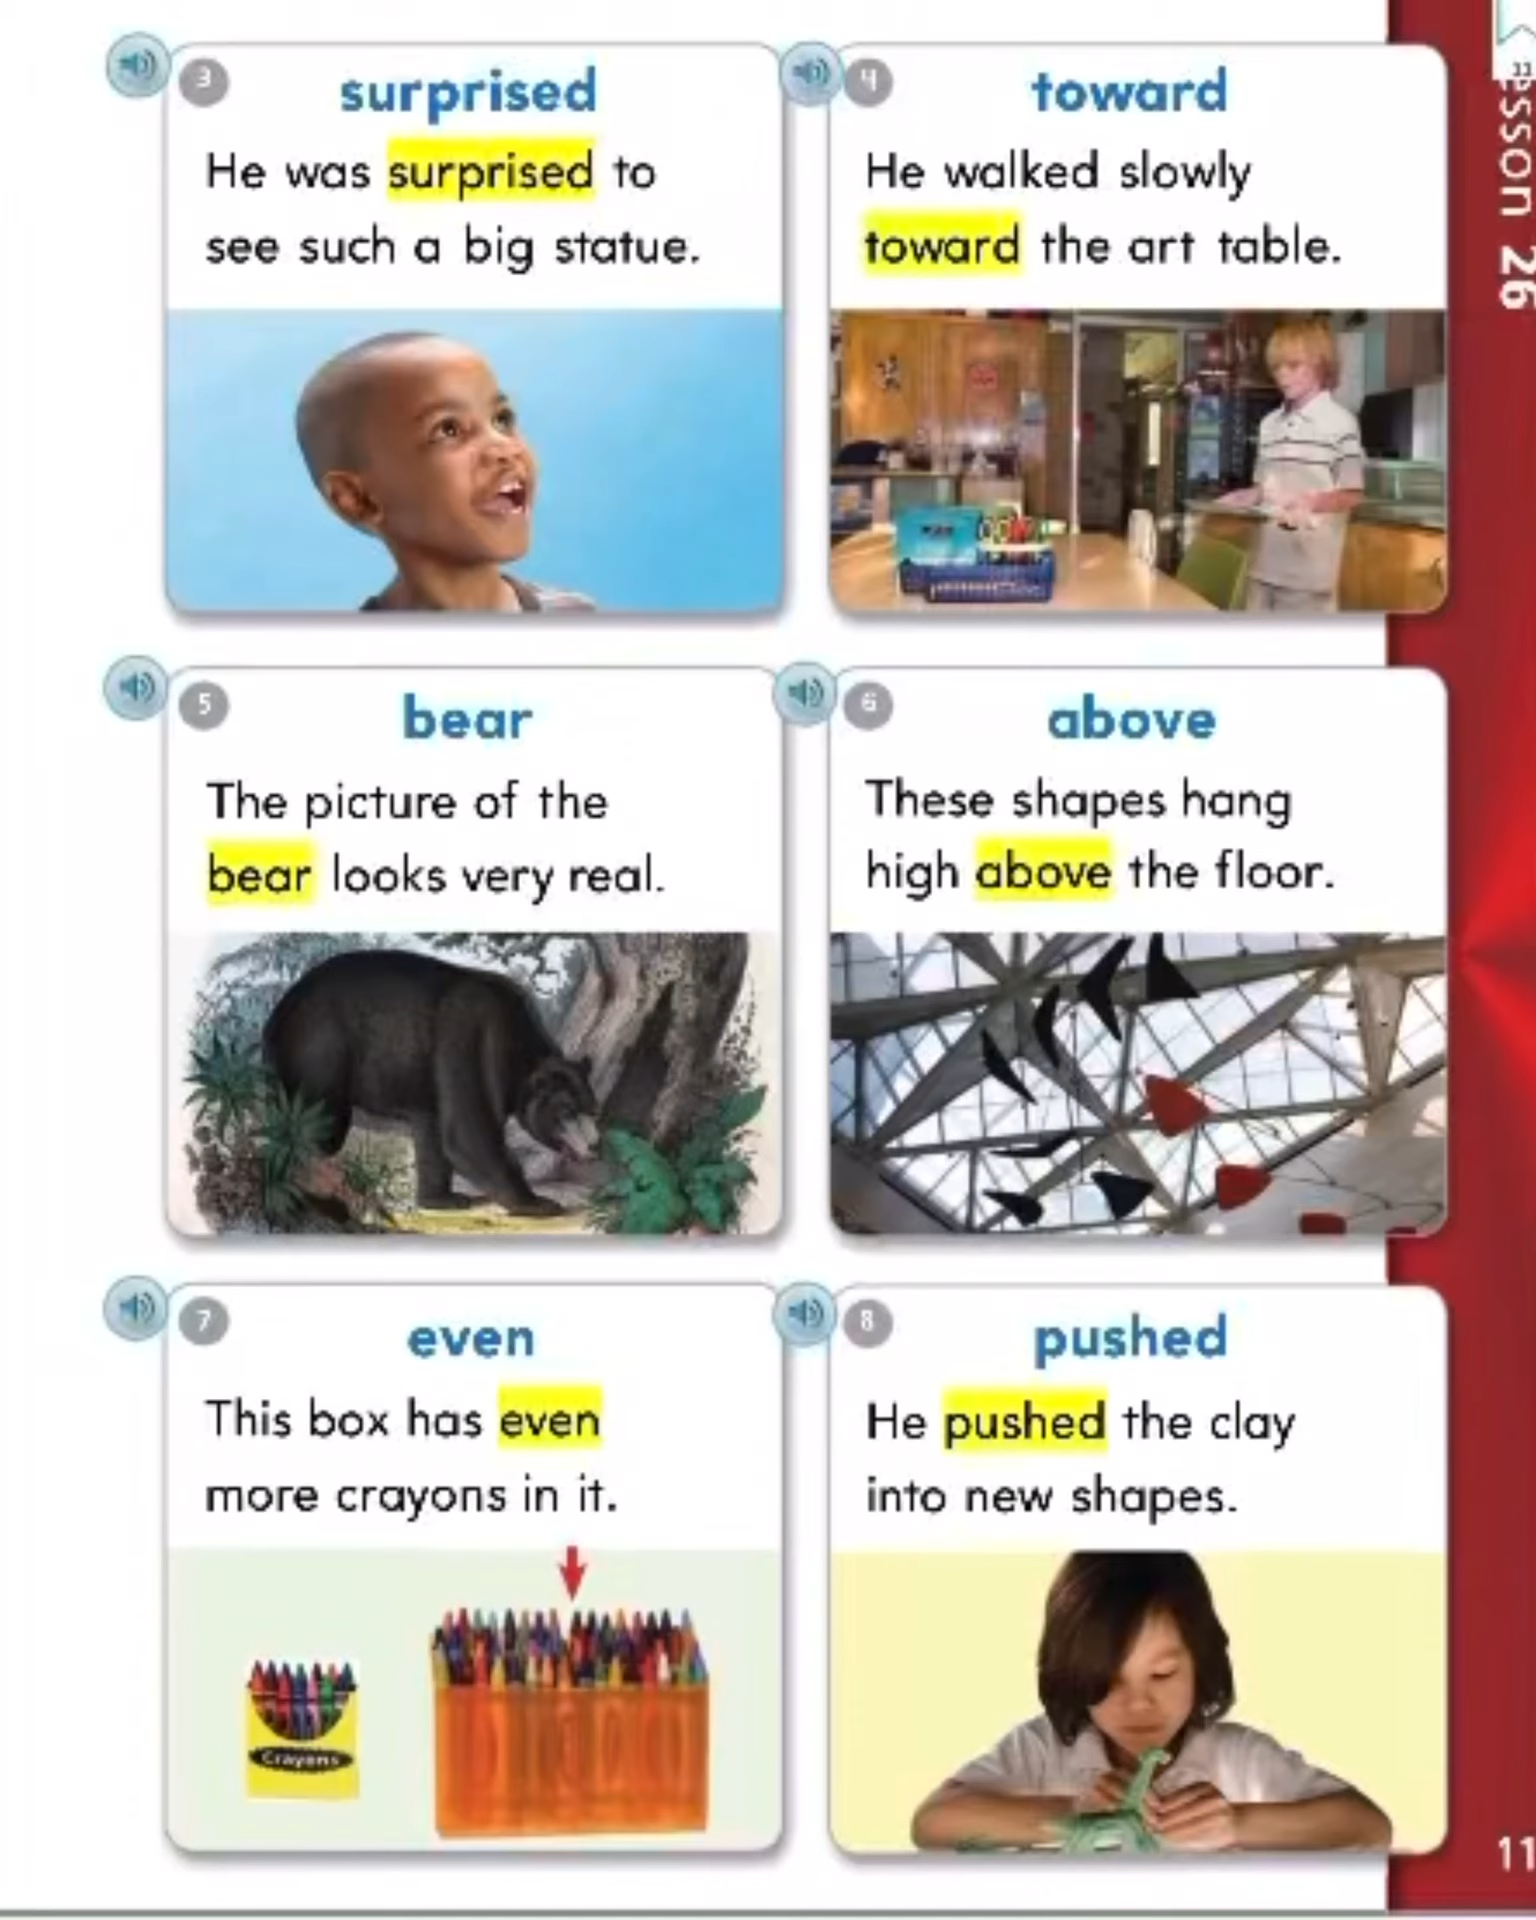 3
surprised
He was surprised to
see such a big statue.
4
toward
He walked slowly
toward the art table.
5
bear
The picture of the
bear looks very real.
6
above
These shapes hang
high above the floor.
7
even
This box has even
more crayons in it.
Crayons
8
pushed
He pushed the clay
into new shapes.
esson 26
11
11